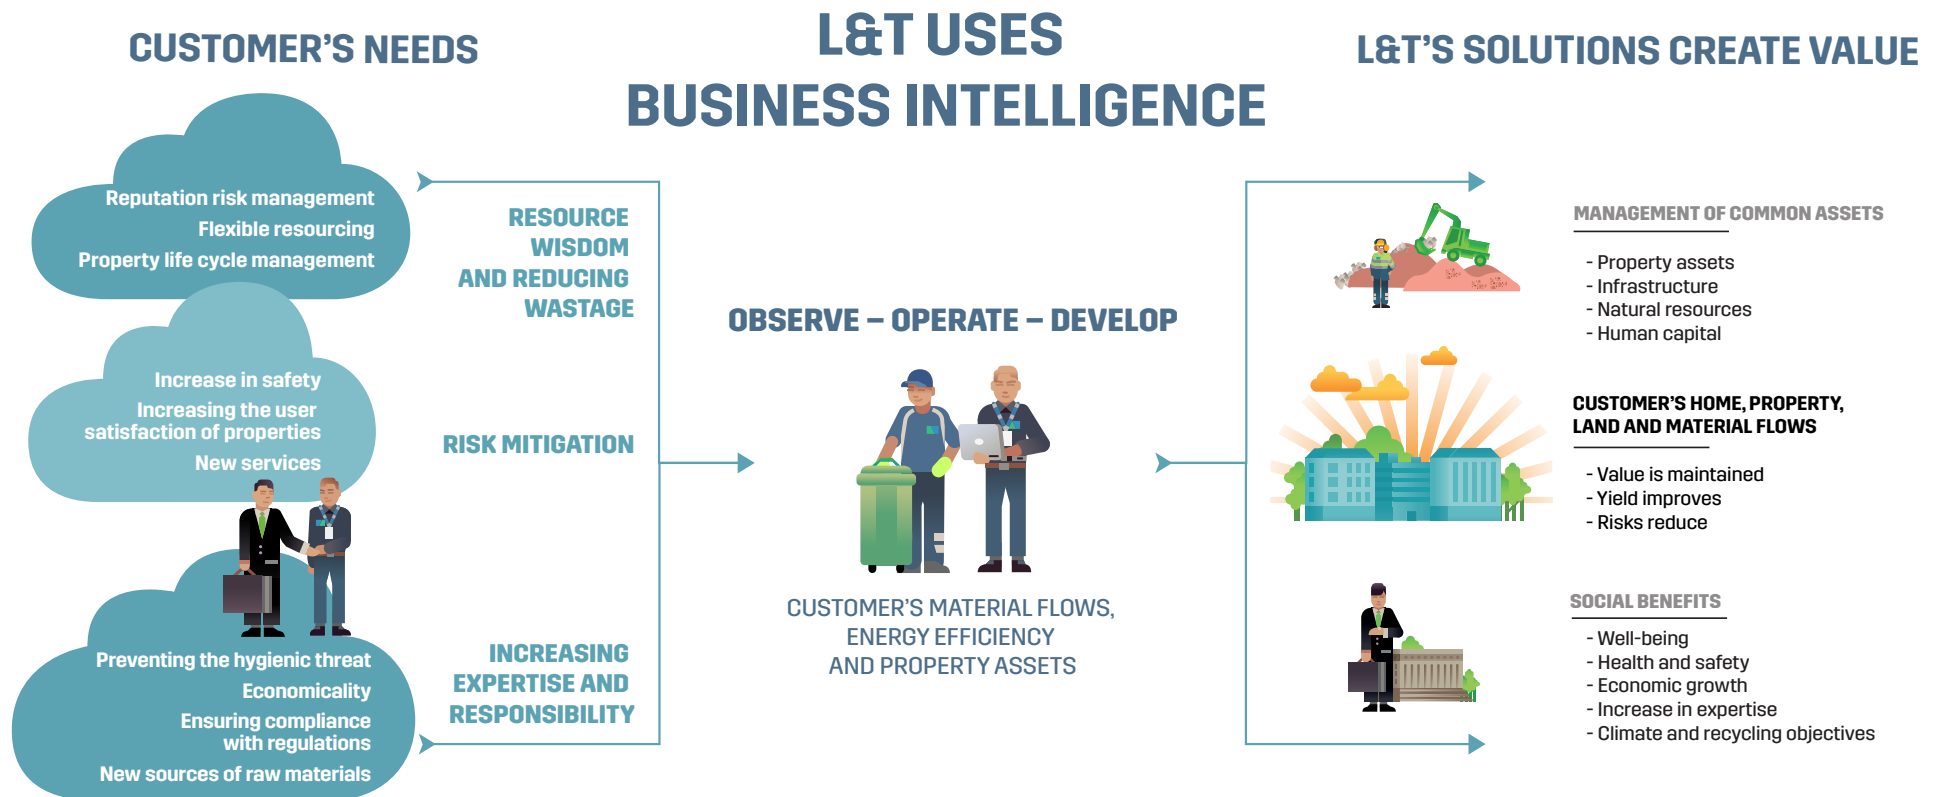 CUSTOMER'S NEEDS
Reputation risk management
Flexible resourcing
Property life cycle management
Increase in safety
Increasing the user
satisfaction of properties
New services
Preventing the hygienic threat
Economicality
Ensuring compliance
with regulations
New sources of raw materials
RESOURCE
WISDOM
AND REDUCING
WASTAGE
RISK MITIGATION
INCREASING
EXPERTISE AND
RESPONSIBILITY
L&T USES
BUSINESS INTELLIGENCE
OBSERVE – OPERATE – DEVELOP
CUSTOMER'S MATERIAL FLOWS,
ENERGY EFFICIENCY
AND PROPERTY ASSETS
L&T'S SOLUTIONS CREATE VALUE
MANAGEMENT OF COMMON ASSETS
- Property assets
- Infrastructure
- Natural resources
- Human capital
CUSTOMER'S HOME, PROPERTY,
LAND AND MATERIAL FLOWS
- Value is maintained
- Yield improves
- Risks reduce
SOCIAL BENEFITS
- Well-being
- Health and safety
- Economic growth
- Increase in expertise
- Climate and recycling objectives